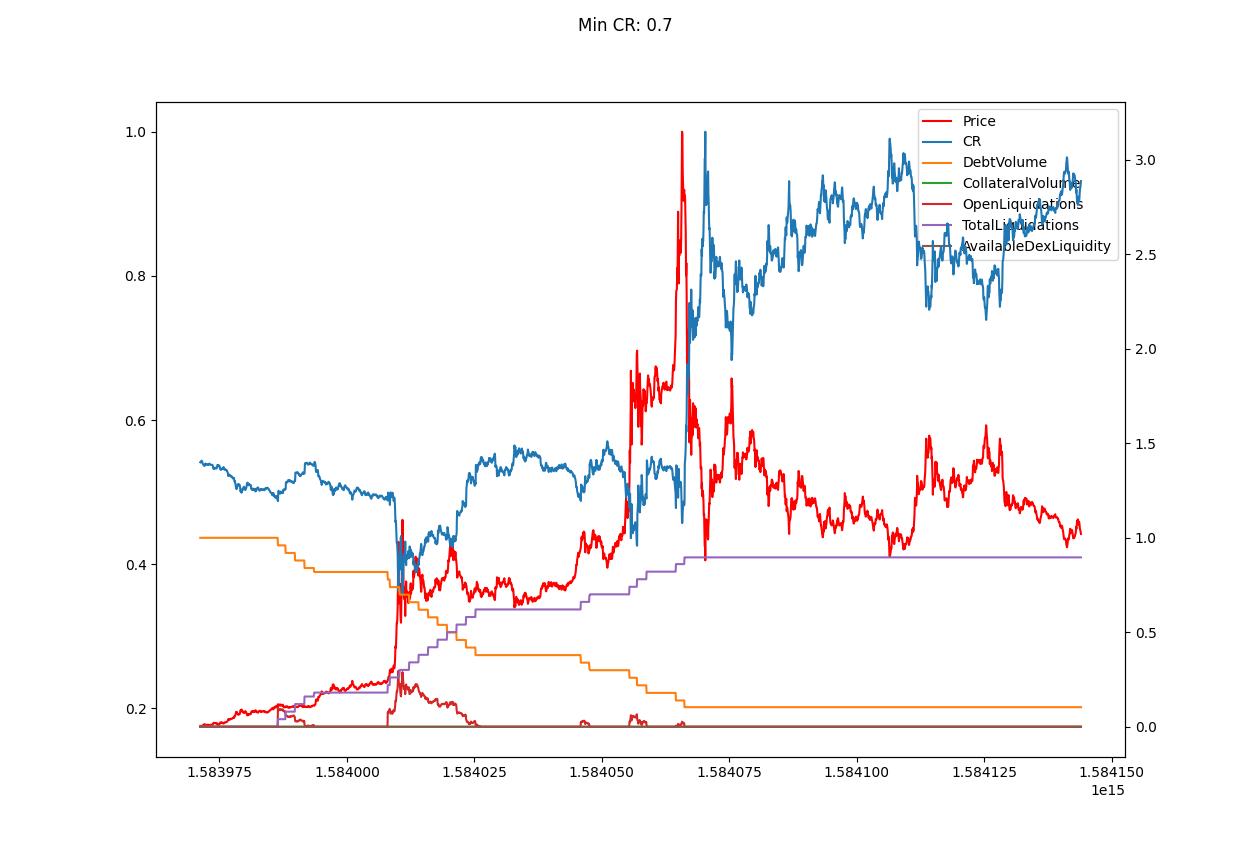 Min CR: 0.7
Price
CR
DebtVolume
CollateralVolume
OpenLiquidations
TotalLiquidations
AvailableDexLiquidity
1.0
0.8
0.6
0.4
0.2
3.0
2.5
2.0
1.5
1.0
0.5
0.0
1.583975 1.584000 1.584025 1.584050 1.584075 1.584100 1.584125 1.584150
1e15